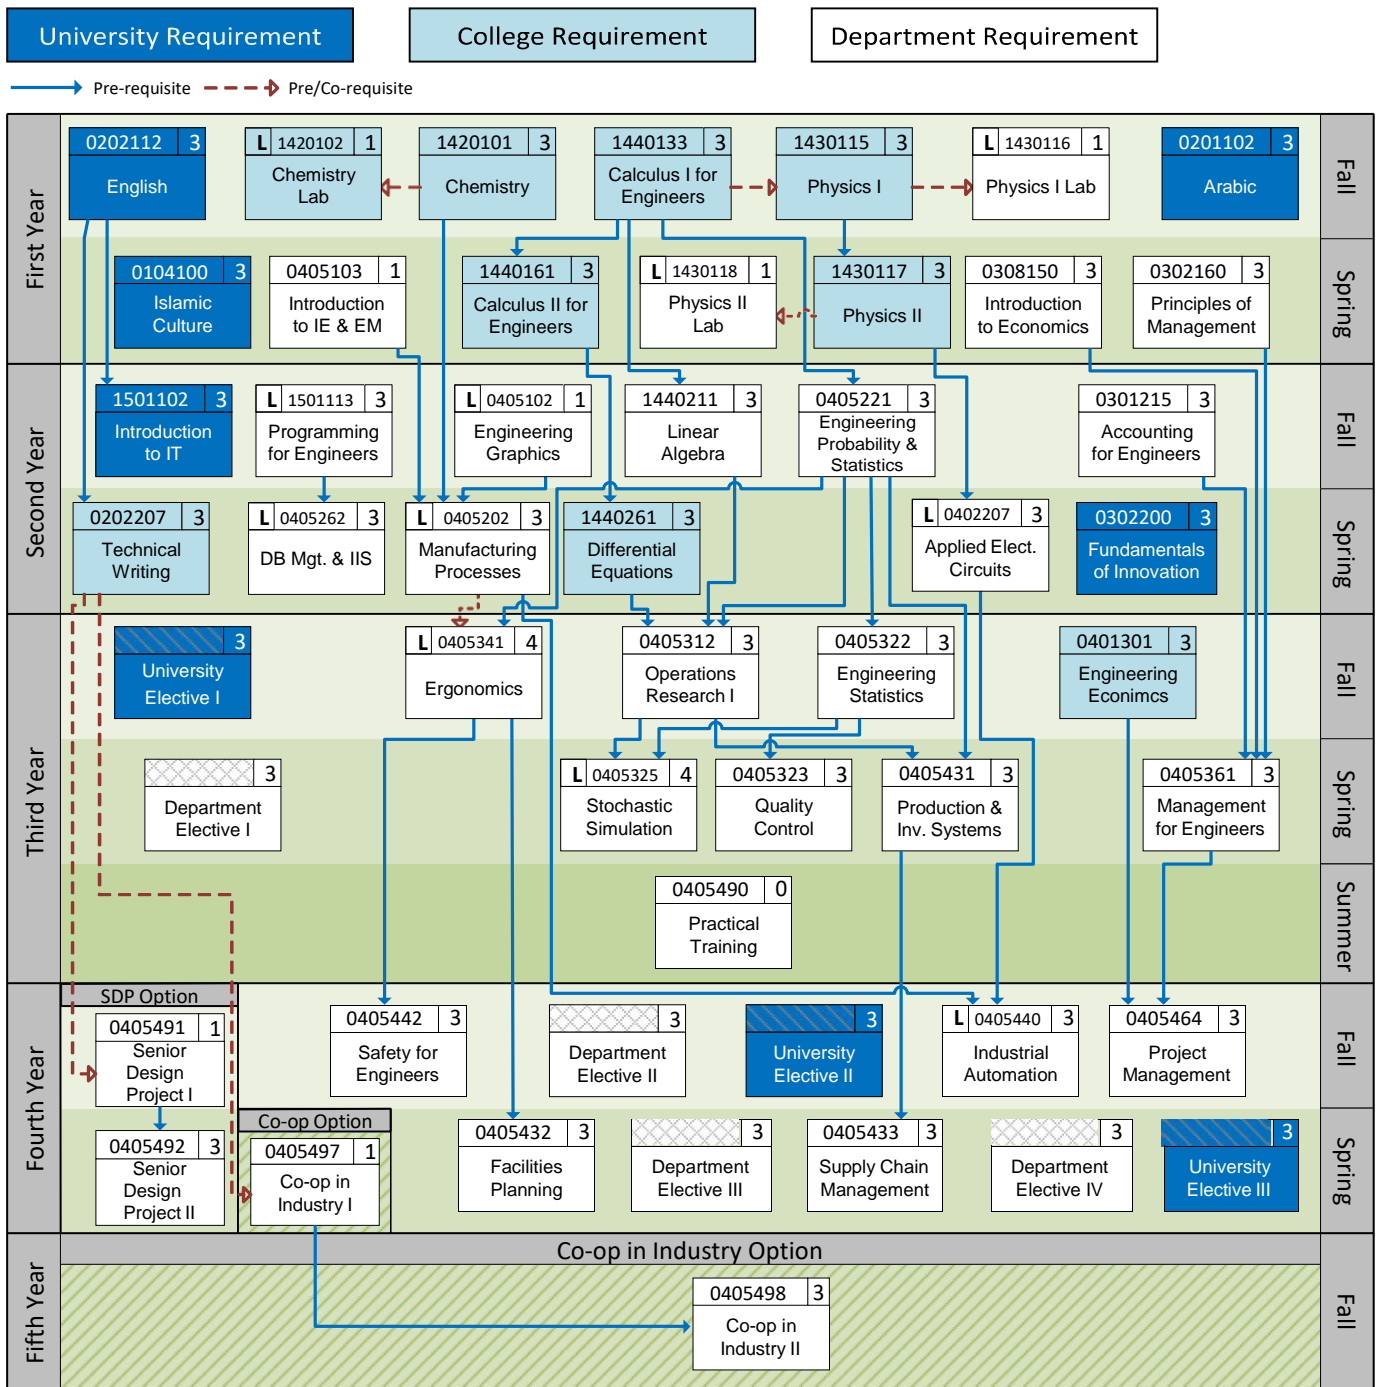 University Requirement
College Requirement
Department Requirement
Pre-requisite
Pre/Co-requisite
First Year
Fall
0202112 3
English
L 1420102 1
Chemistry
Lab
1420101 3
Chemistry
1440133 3
Calculus I for
Engineers
1430115 3
Physics I
L 1430116 1
Physics I Lab
0201102 3
Arabic
Spring
0104100 3
Islamic
Culture
0405103 1
Introduction
to IE & EM
1440161 3
Calculus II for
Engineers
L 1430118 1
Physics II
Lab
1430117 3
Physics II
0308150 3
Introduction
to Economics
0302160 3
Principles of
Management
Second Year
Fall
1501102 3
Introduction
to IT
L 1501113 3
Programming
for Engineers
L 0405102 1
Engineering
Graphics
1440211 3
Linear
Algebra
0405221 3
Engineering
Probability &
Statistics
0301215 3
Accounting
for Engineers
Spring
0202207 3
Technical
Writing
L 0405262 3
DB Mgt. & IIS
L 0405202 3
Manufacturing
Processes
1440261 3
Differential
Equations
L 0402207 3
Applied Elect.
Circuits
0302200 3
Fundamentals
of Innovation
Third Year
Fall
3
University
Elective I
L 0405341 4
Ergonomics
0405312 3
Operations
Research I
0405322 3
Engineering
Statistics
0401301 3
Engineering
Econimcs
Spring
3
Department
Elective I
L 0405325 4
Stochastic
Simulation
0405323 3
Quality
Control
0405431 3
Production &
Inv. Systems
0405361 3
Management
for Engineers
Summer
0405490 0
Practical
Training
Fourth Year
Fall
SDP Option
0405491 1
Senior
Design
Project I
0405442 3
Safety for
Engineers
3
Department
Elective II
3
University
Elective II
L 0405440 3
Industrial
Automation
0405464 3
Project
Management
Spring
0405492 3
Senior
Design
Project II
Co-op Option
0405497 1
Co-op in
Industry I
0405432 3
Facilities
Planning
3
Department
Elective III
0405433 3
Supply Chain
Management
3
Department
Elective IV
3
University
Elective III
Fifth Year
Fall
Co-op in Industry Option
0405498 3
Co-op in
Industry II